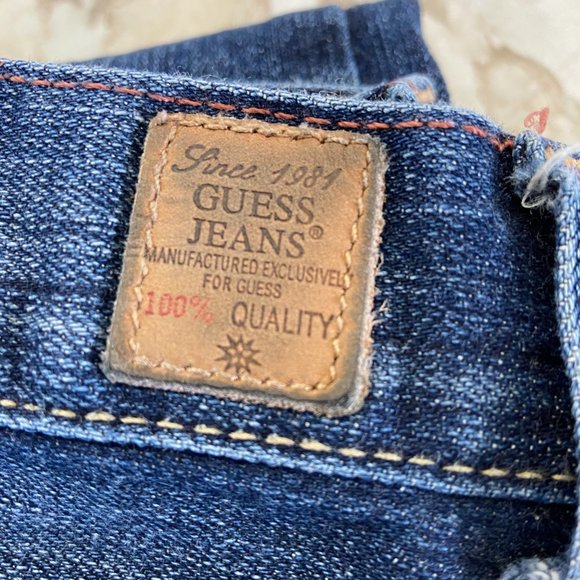 Since 1981
GUESS
JEANS®
MANUFACTURED EXCLUSIVELY
FOR GUESS
100% QUALITY